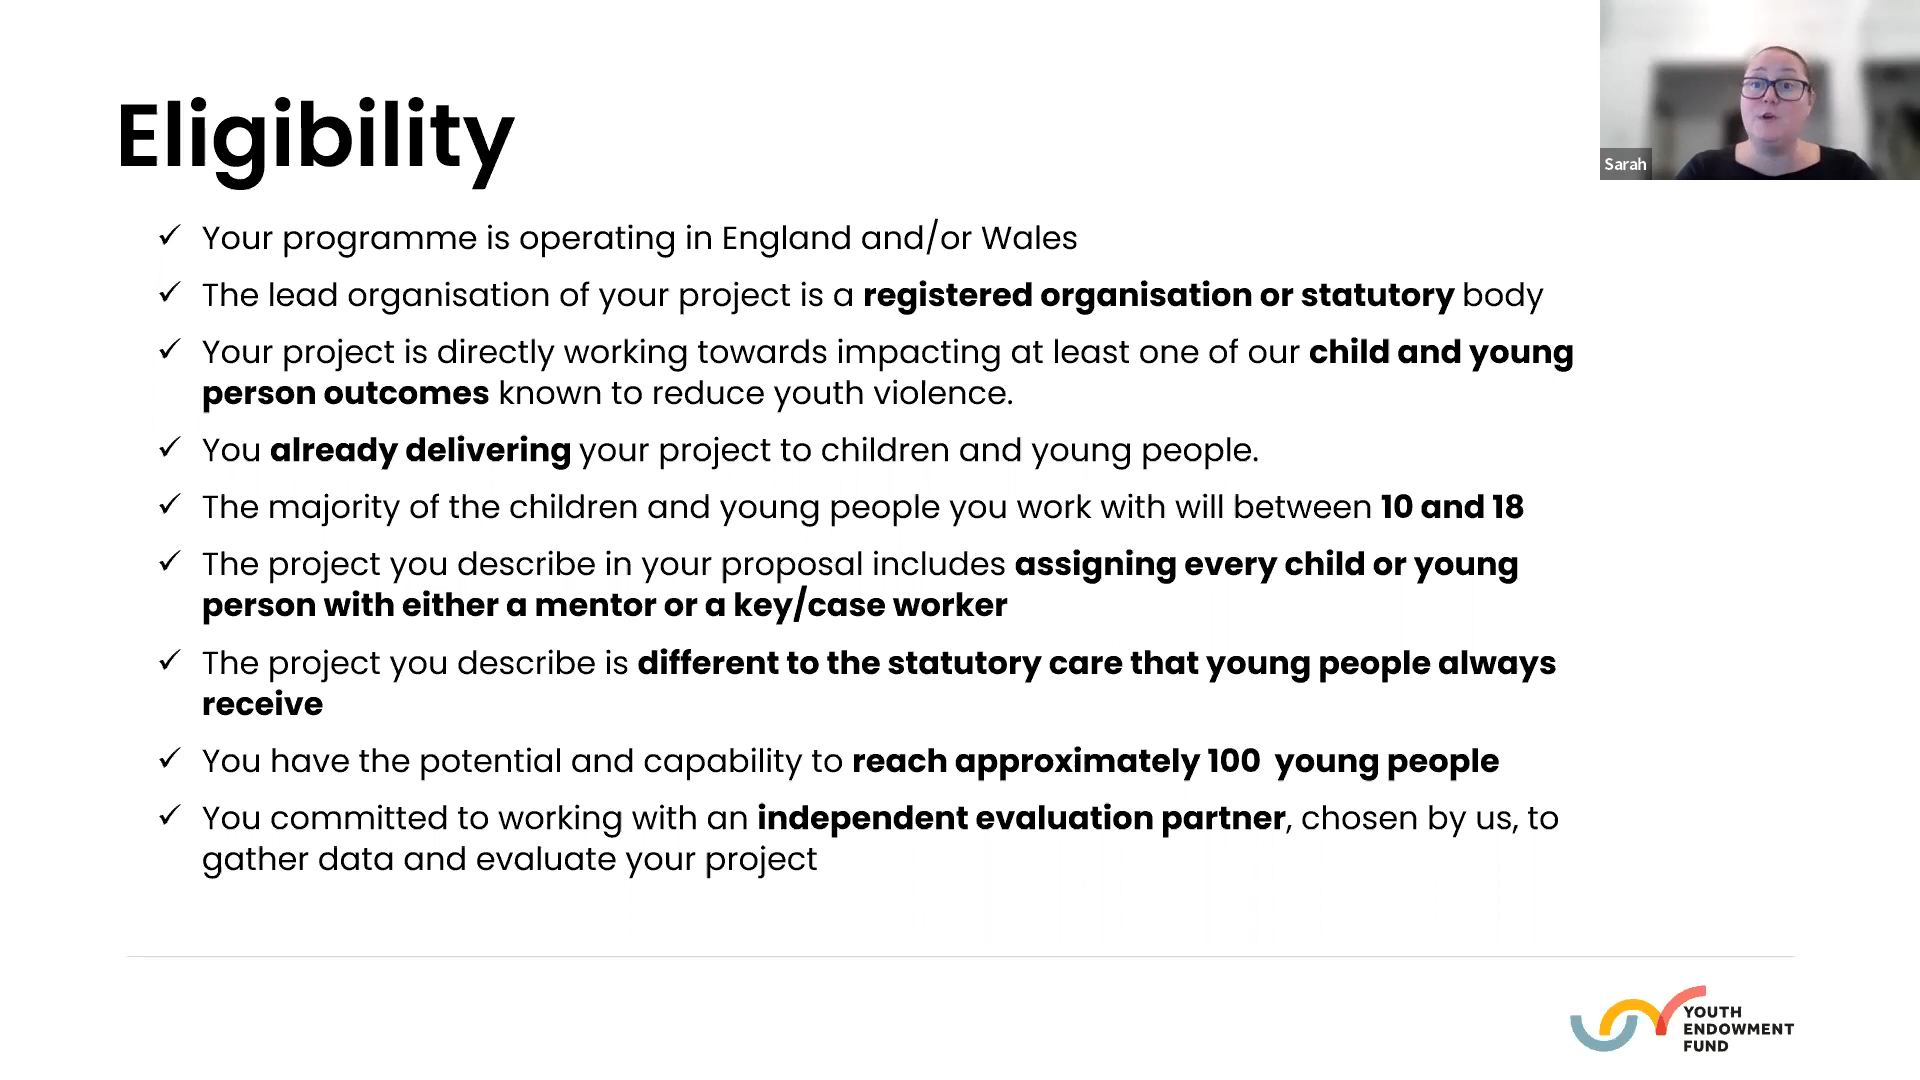 Eligibility
Sarah
✓ Your programme is operating in England and/or Wales
✓ The lead organisation of your project is a registered organisation or statutory body
✓ Your project is directly working towards impacting at least one of our child and young
person outcomes known to reduce youth violence.
✓ You already delivering your project to children and young people.
✓ The majority of the children and young people you work with will between 10 and 18
✓ The project you describe in your proposal includes assigning every child or young
person with either a mentor or a key/case worker
✓ The project you describe is different to the statutory care that young people always
receive
✓ You have the potential and capability to reach approximately 100 young people
✓ You committed to working with an independent evaluation partner, chosen by us, to
gather data and evaluate your project
YOUTH
ENDOWMENT
FUND